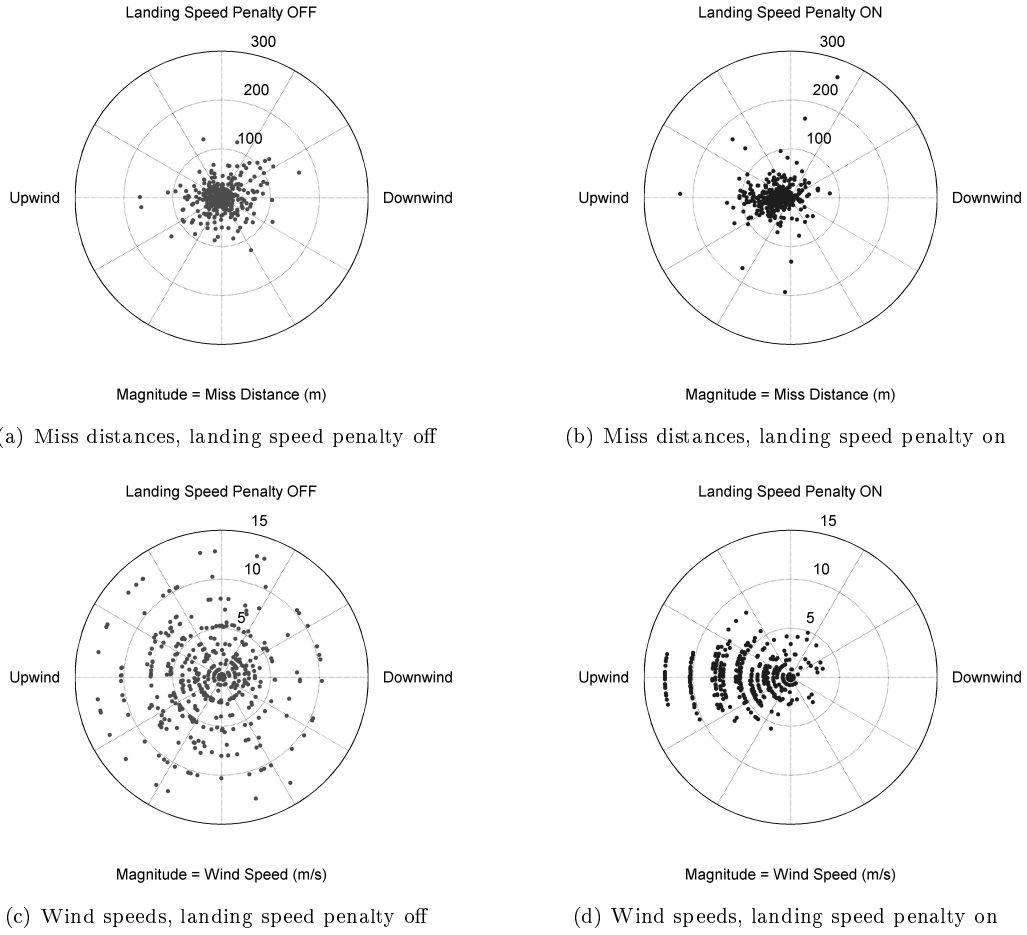 Landing Speed Penalty OFF
300
200
100
Upwind
Downwind
Magnitude = Miss Distance (m)
(a) Miss distances, landing speed penalty off
Landing Speed Penalty ON
300
200
100
Upwind
Downwind
Magnitude = Miss Distance (m)
(b) Miss distances, landing speed penalty on
Landing Speed Penalty OFF
15
10
5
Upwind
Downwind
Magnitude = Wind Speed (m/s)
(c) Wind speeds, landing speed penalty off
Landing Speed Penalty ON
15
10
5
Upwind
Downwind
Magnitude = Wind Speed (m/s)
(d) Wind speeds, landing speed penalty on